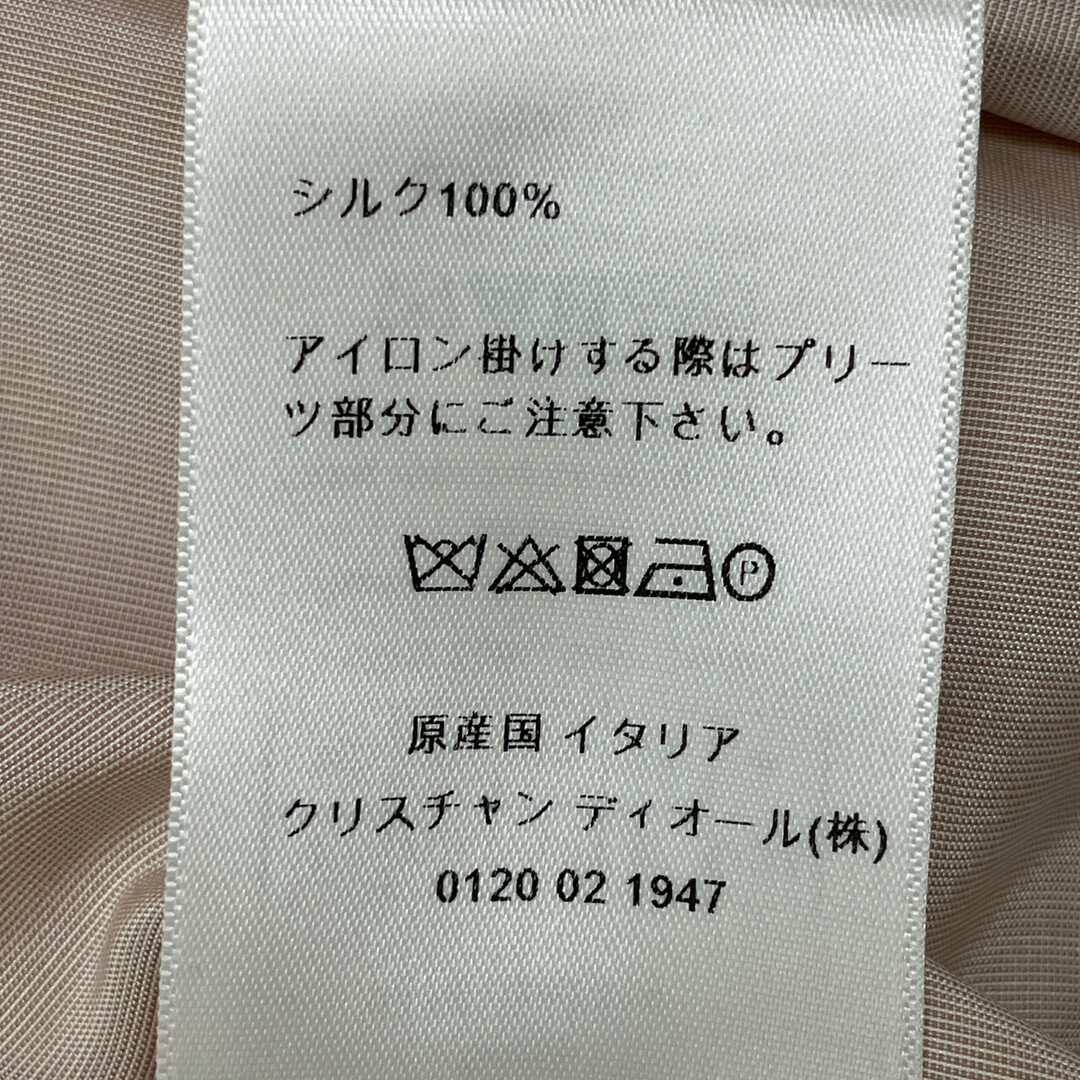 シルク100%
アイロン掛けする際はプリー
ツ部分にご注意下さい。
P
原産国 イタリア
クリスチャン ディオール(株)
0120 02 1947